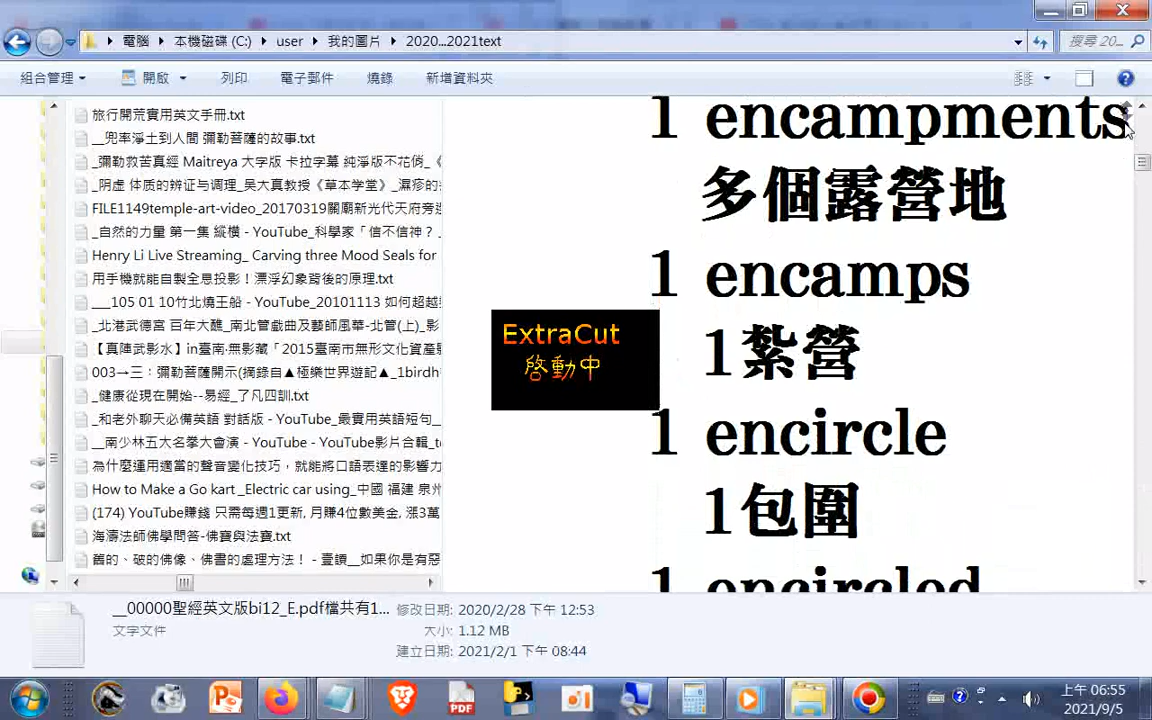 電腦 ▸ 本機磁碟 (C:) ▸ user ▸ 我的圖片 ▸ 2020...2021text
搜尋 20...
組合管理 開啟 列印 電子郵件 燒錄 新增資料夾
旅行開荒實用英文手冊.txt
__兜率淨土到人間 彌勒菩薩的故事.txt
_彌勒救苦真經 Maitreya 大字版 卡拉字幕 純淨版不花俏_《
_阴虚 体质的辨证与调理_吴大真教授《草本学堂》_濕疹的
FILE1149temple-art-video_20170319關廟新光代天府旁邊
_自然的力量 第一集 縱橫 - YouTube_科學家「信不信神？
Henry Li Live Streaming_ Carving three Mood Seals for
用手機就能自製全息投影！漂浮幻象背後的原理.txt
___105 01 10竹北燒王船 - YouTube_20101113 如何超越
_北港武德宮 百年大醮_南北管戲曲及藝師風華-北管(上)_影
【真陣武影水】in臺南·無影藏「2015臺南市無形文化資產
003→三：彌勒菩薩開示(摘錄自▲極樂世界遊記▲_1birdh
_健康從現在開始--易經_了凡四訓.txt
_和老外聊天必備英語 對話版 - YouTube_最實用英語短句__
__南少林五大名拳大會演 - YouTube - YouTube影片合輯_t
為什麼運用適當的聲音變化技巧，就能將口語表達的影響力
How to Make a Go kart _Electric car using_中國 福建 泉州
(174) YouTube賺錢 只需每週1更新, 月賺4位數美金, 漲3萬
海濤法師佛學問答-佛寶與法寶.txt
舊的、破的佛像、佛書的處理方法！ - 壹讀__如果你是有惡
1 encampments
多個露營地
1 encamps
1紮營
1 encircle
1包圍
1 encircled
ExtraCut
啓動中
__00000聖經英文版bi12_E.pdf檔共有1...
修改日期: 2020/2/28 下午 12:53
文字文件
大小: 1.12 MB
建立日期: 2021/2/1 下午 08:44
PDF
上午 06:55
2021/9/5